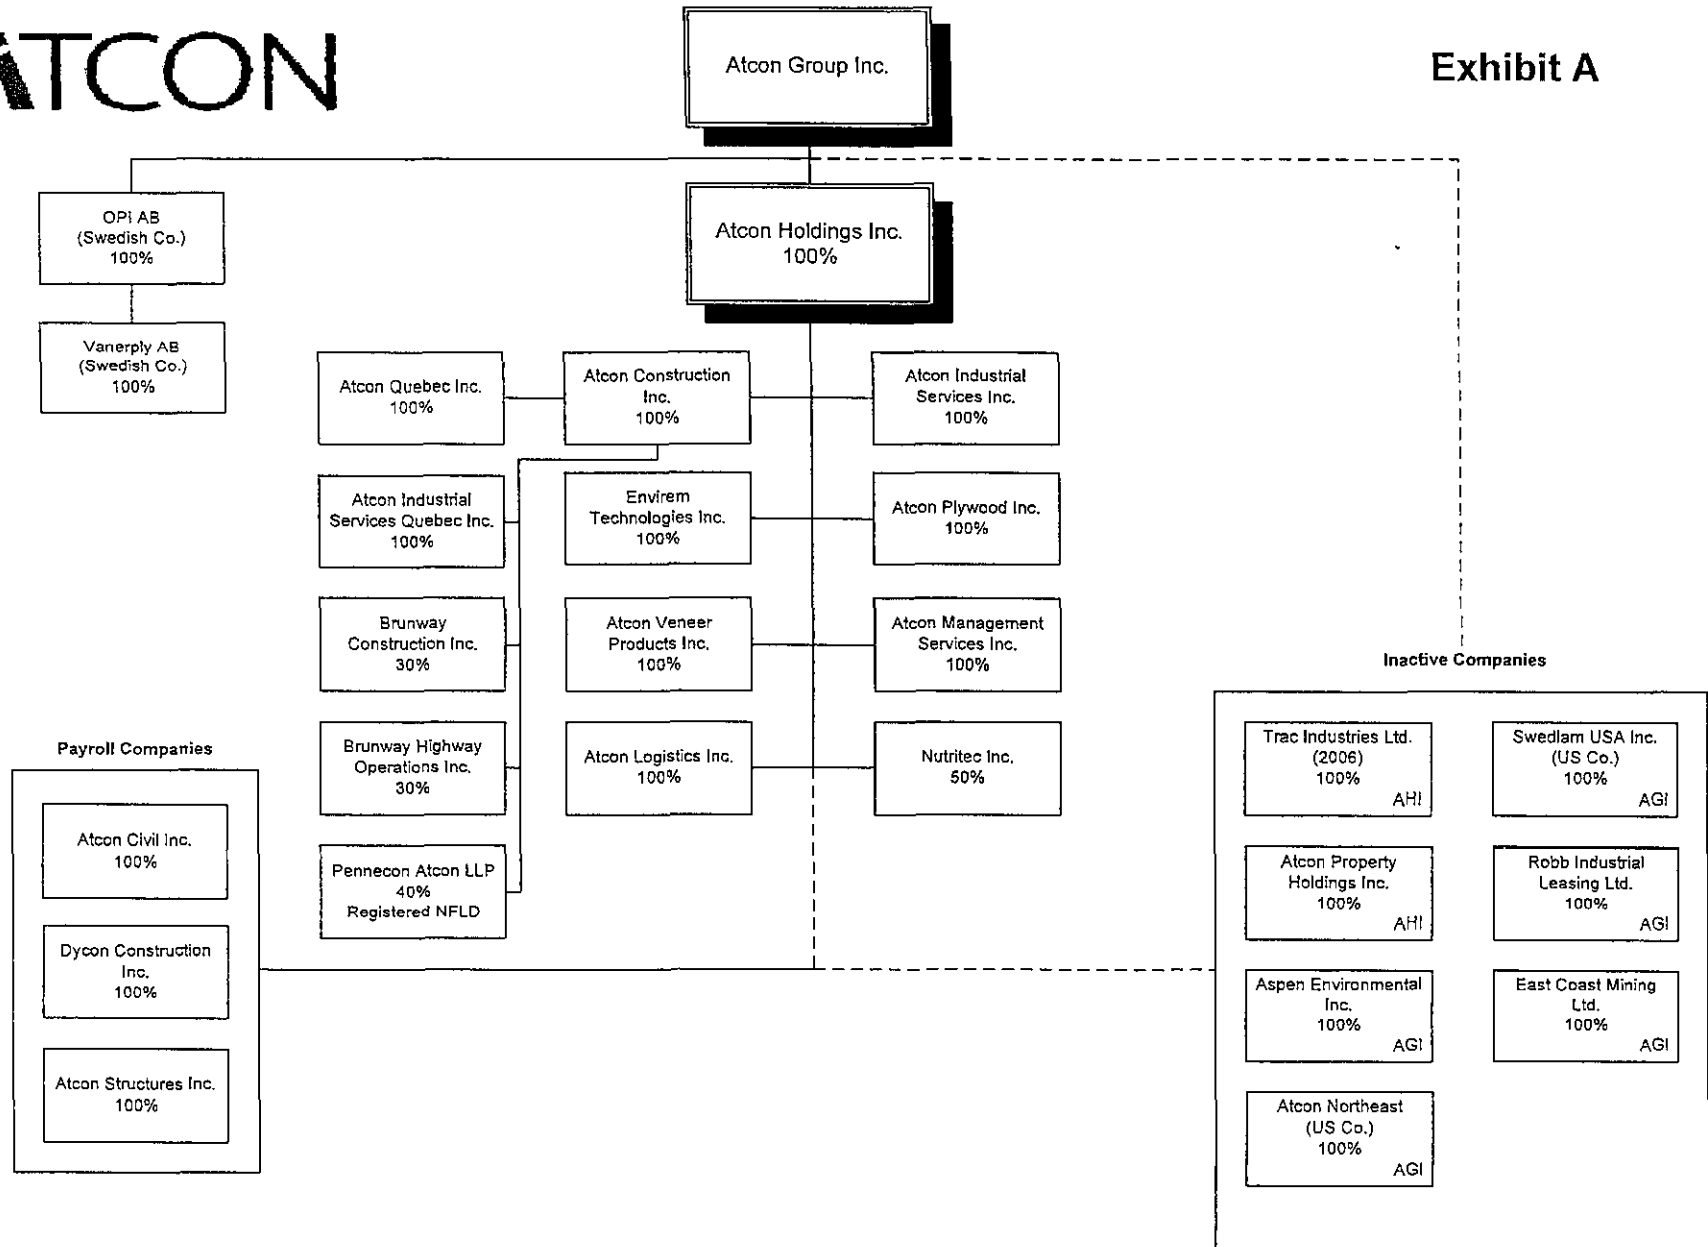 ATCON
Exhibit A
Atcon Group Inc.
Atcon Holdings Inc.
100%
OPI AB
(Swedish Co.)
100%
Vanerply AB
(Swedish Co.)
100%
Atcon Quebec Inc.
100%
Atcon Construction
Inc.
100%
Atcon Industrial
Services Inc.
100%
Atcon Industrial
Services Quebec Inc.
100%
Envirem
Technologies Inc.
100%
Atcon Plywood Inc.
100%
Brunway
Construction Inc.
30%
Atcon Veneer
Products Inc.
100%
Atcon Management
Services Inc.
100%
Brunway Highway
Operations Inc.
30%
Atcon Logistics Inc.
100%
Nutritec Inc.
50%
Pennecon Atcon LLP
40%
Registered NFLD
Payroll Companies
Atcon Civil Inc.
100%
Dycon Construction
Inc.
100%
Atcon Structures Inc.
100%
Inactive Companies
Trac Industries Ltd.
(2006)
100%
AHI
Swedlam USA Inc.
(US Co.)
100%
AGI
Atcon Property
Holdings Inc.
100%
AHI
Robb Industrial
Leasing Ltd.
100%
AGI
Aspen Environmental
Inc.
100%
AGI
East Coast Mining
Ltd.
100%
AGI
Atcon Northeast
(US Co.)
100%
AGI